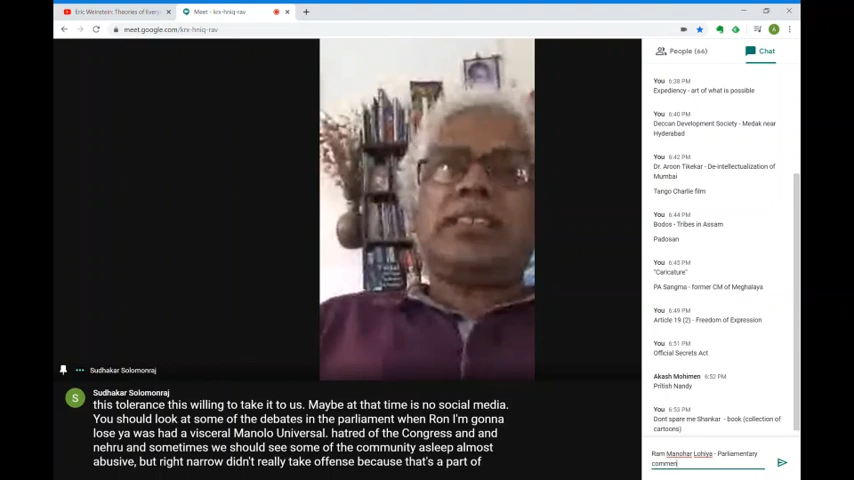 Eric Weinstein: Theories of Every
Meet - krx-hniq-rav
meet.google.com/krx-hniq-rav
People (66)
Chat
You 6:38 PM
Expediency - art of what is possible
You 6:40 PM
Deccan Development Society - Medak near
Hyderabad
You 6:42 PM
Dr. Aroon Tikekar - De-intellectualization of
Mumbai
Tango Charlie film
You 6:44 PM
Bodos - Tribes in Assam
Padosan
You 6:45 PM
"Caricature"
PA Sangma - former CM of Meghalaya
You 6:49 PM
Article 19 (2) - Freedom of Expression
You 6:51 PM
Official Secrets Act
Akash Mohimen 6:52 PM
Pritish Nandy
You 6:53 PM
Dont spare me Shankar - book (collection of
cartoons)
Ram Manohar Lohiya - Parliamentary
commen
Sudhakar Solomonraj
S
Sudhakar Solomonraj
this tolerance this willing to take it to us. Maybe at that time is no social media.
You should look at some of the debates in the parliament when Ron I'm gonna
lose ya was had a visceral Manolo Universal. hatred of the Congress and and
nehru and sometimes we should see some of the community asleep almost
abusive, but right narrow didn't really take offense because that's a part of